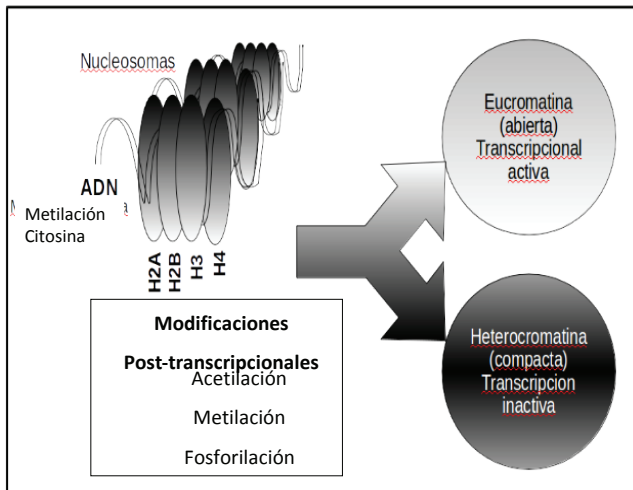 Nucleosomas
ADN
Metilación
Citosina
H2A
H2B
H3
H4
Modificaciones
Post-transcripcionales
Acetilación
Metilación
Fosforilación
Eucromatina
(abierta)
Transcripcional
activa
Heterocromatina
(compacta)
Transcripcion
inactiva